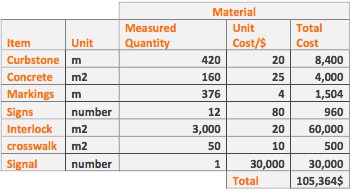 Material
Item Unit Measured Quantity Unit Cost/$ Total Cost
Curbstone m 420 20 8,400
Concrete m2 160 25 4,000
Markings m 376 4 1,504
Signs number 12 80 960
Interlock m2 3,000 20 60,000
crosswalk m2 50 10 500
Signal number 1 30,000 30,000
Total 105,364$